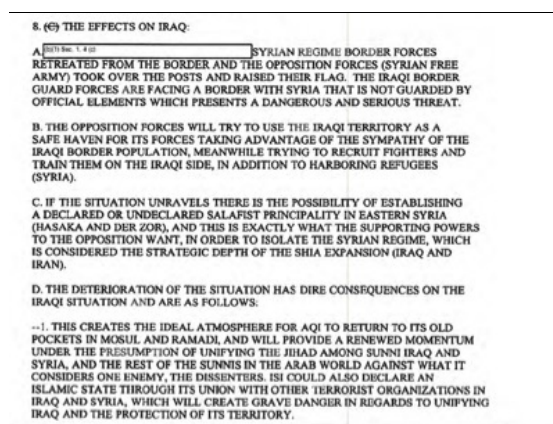 8. (C) THE EFFECTS ON IRAQ:
A. (b)(1) Sec. 1. 4 (c) SYRIAN REGIME BORDER FORCES
RETREATED FROM THE BORDER AND THE OPPOSITION FORCES (SYRIAN FREE
ARMY) TOOK OVER THE POSTS AND RAISED THEIR FLAG. THE IRAQI BORDER
GUARD FORCES ARE FACING A BORDER WITH SYRIA THAT IS NOT GUARDED BY
OFFICIAL ELEMENTS WHICH PRESENTS A DANGEROUS AND SERIOUS THREAT.
B. THE OPPOSITION FORCES WILL TRY TO USE THE IRAQI TERRITORY AS A
SAFE HAVEN FOR ITS FORCES TAKING ADVANTAGE OF THE SYMPATHY OF THE
IRAQI BORDER POPULATION, MEANWHILE TRYING TO RECRUIT FIGHTERS AND
TRAIN THEM ON THE IRAQI SIDE, IN ADDITION TO HARBORING REFUGEES
(SYRIA).
C. IF THE SITUATION UNRAVELS THERE IS THE POSSIBILITY OF ESTABLISHING
A DECLARED OR UNDECLARED SALAFIST PRINCIPALITY IN EASTERN SYRIA
(HASAKA AND DER ZOR), AND THIS IS EXACTLY WHAT THE SUPPORTING POWERS
TO THE OPPOSITION WANT, IN ORDER TO ISOLATE THE SYRIAN REGIME, WHICH
IS CONSIDERED THE STRATEGIC DEPTH OF THE SHIA EXPANSION (IRAQ AND
IRAN).
D. THE DETERIORATION OF THE SITUATION HAS DIRE CONSEQUENCES ON THE
IRAQI SITUATION AND ARE AS FOLLOWS:
--1. THIS CREATES THE IDEAL ATMOSPHERE FOR AQI TO RETURN TO ITS OLD
POCKETS IN MOSUL AND RAMADI, AND WILL PROVIDE A RENEWED MOMENTUM
UNDER THE PRESUMPTION OF UNIFYING THE JIHAD AMONG SUNNI IRAQ AND
SYRIA, AND THE REST OF THE SUNNIS IN THE ARAB WORLD AGAINST WHAT IT
CONSIDERS ONE ENEMY, THE DISSENTERS. ISI COULD ALSO DECLARE AN
ISLAMIC STATE THROUGH ITS UNION WITH OTHER TERRORIST ORGANIZATIONS IN
IRAQ AND SYRIA, WHICH WILL CREATE GRAVE DANGER IN REGARDS TO UNIFYING
IRAQ AND THE PROTECTION OF ITS TERRITORY.